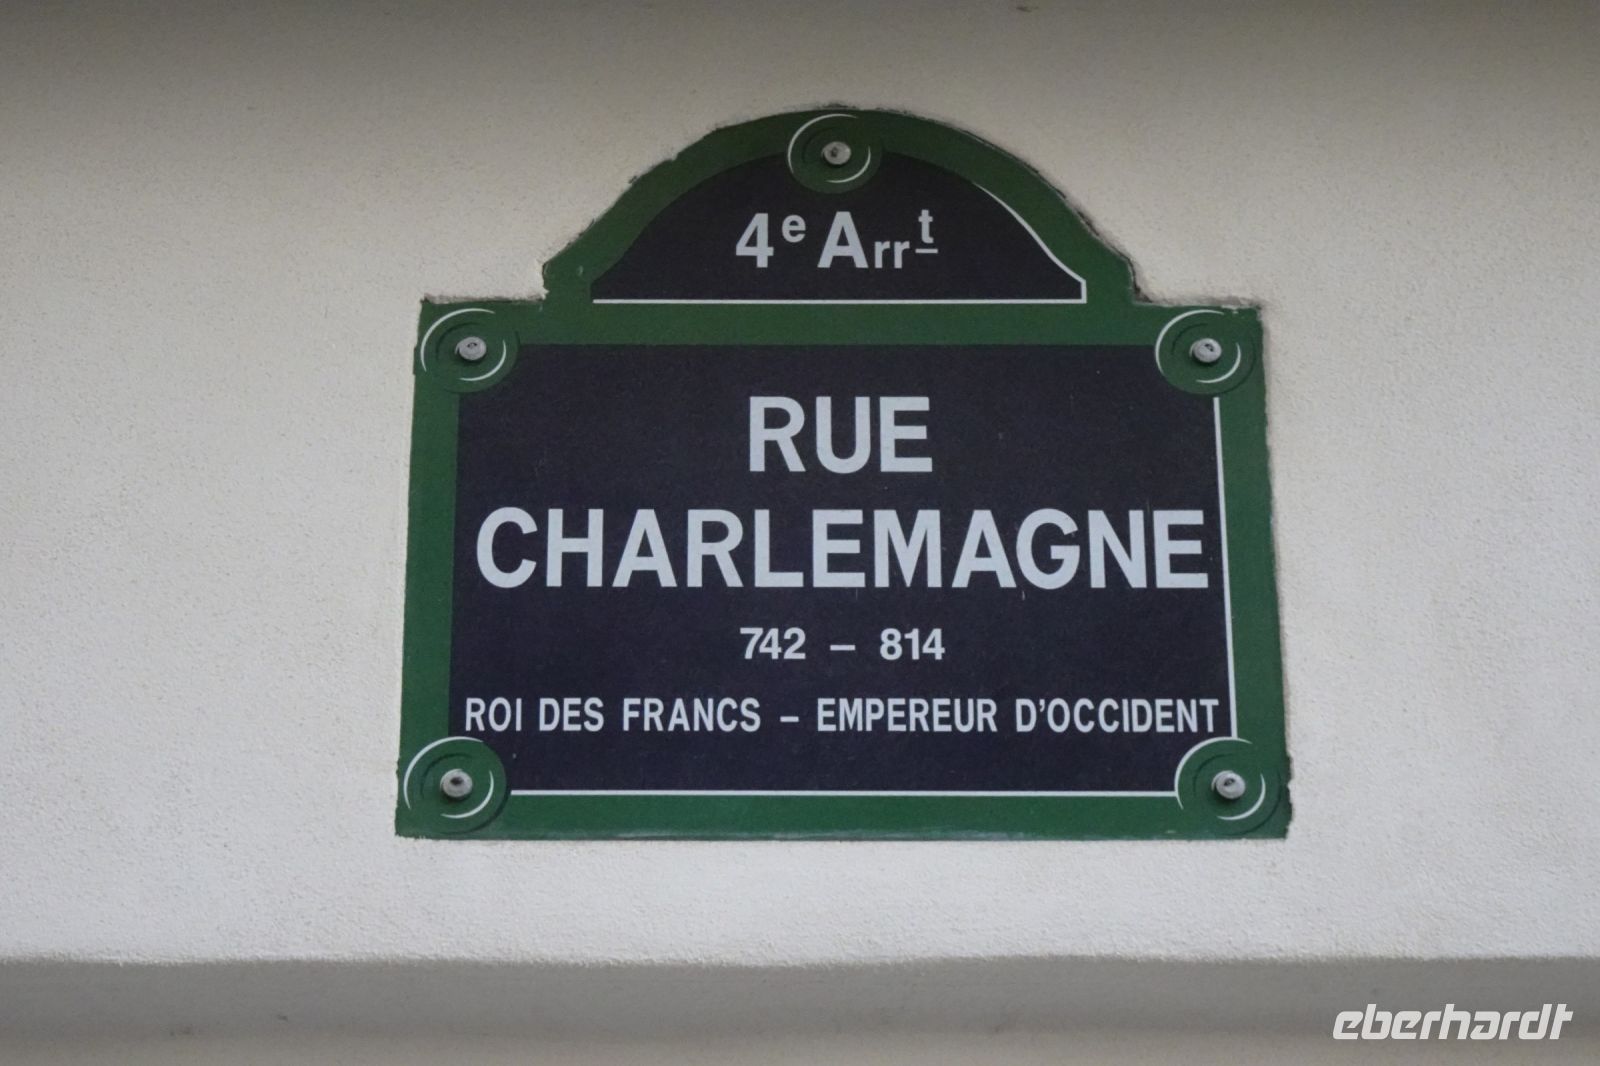 4e Arrt
RUE
CHARLEMAGNE
742 – 814
ROI DES FRANCS – EMPEREUR D'OCCIDENT
eberhardt